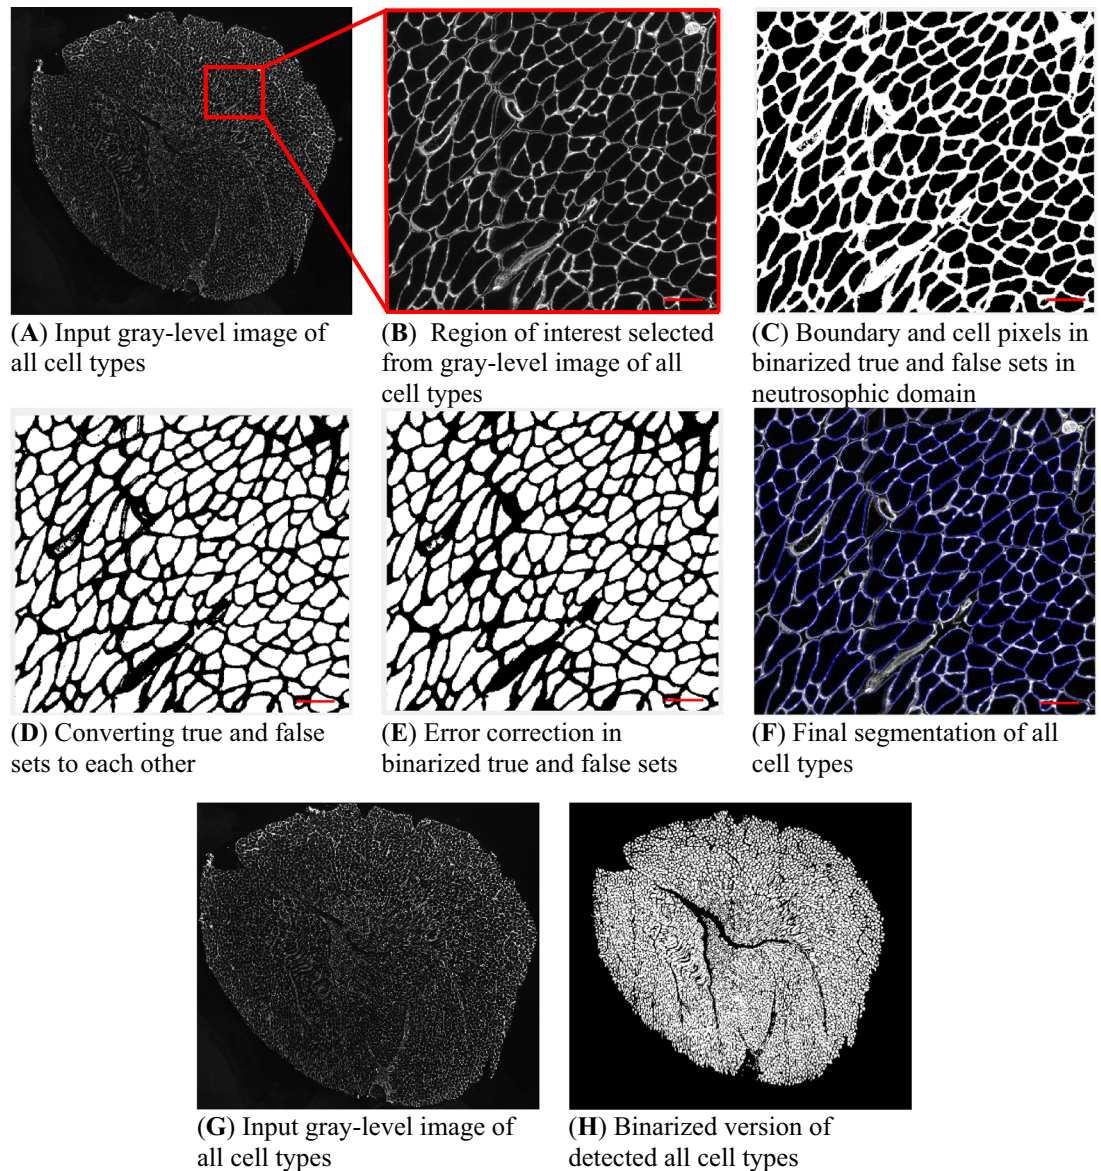 (A) Input gray-level image of
all cell types
(B) Region of interest selected
from gray-level image of all
cell types
(C) Boundary and cell pixels in
binarized true and false sets in
neutrosophic domain
(D) Converting true and false
sets to each other
(E) Error correction in
binarized true and false sets
(F) Final segmentation of all
cell types
(G) Input gray-level image of
all cell types
(H) Binarized version of
detected all cell types